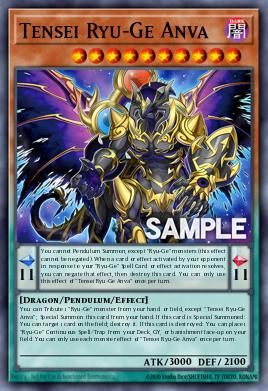 TENSEI RYU-GE ANVA
DARK
闇
SAMPLE
You cannot Pendulum Summon, except "Ryu-Ge" monsters (this effect
cannot be negated). When a card or effect activated by your opponent
in response to your "Ryu-Ge" Spell Card or effect activation resolves,
you can negate that effect, then destroy this card. You can only use this
effect of "Tensei Ryu-Ge Anva" once per turn.
11
11
[Dragon/Pendulum/Effect]
You can Tribute 1 "Ryu-Ge" monster from your hand or field, except "Tensei Ryu-Ge
Anva"; Special Summon this card from your hand. If this card is Special Summoned:
You can target 1 card on the field; destroy it. If this card is destroyed: You can place 1
"Ryu-Ge" Continuous Spell/Trap from your Deck, GY, or banishment face-up on your
field. You can only use each monster effect of "Tensei Ryu-Ge Anva" once per turn.
ATK/3000 DEF/2100